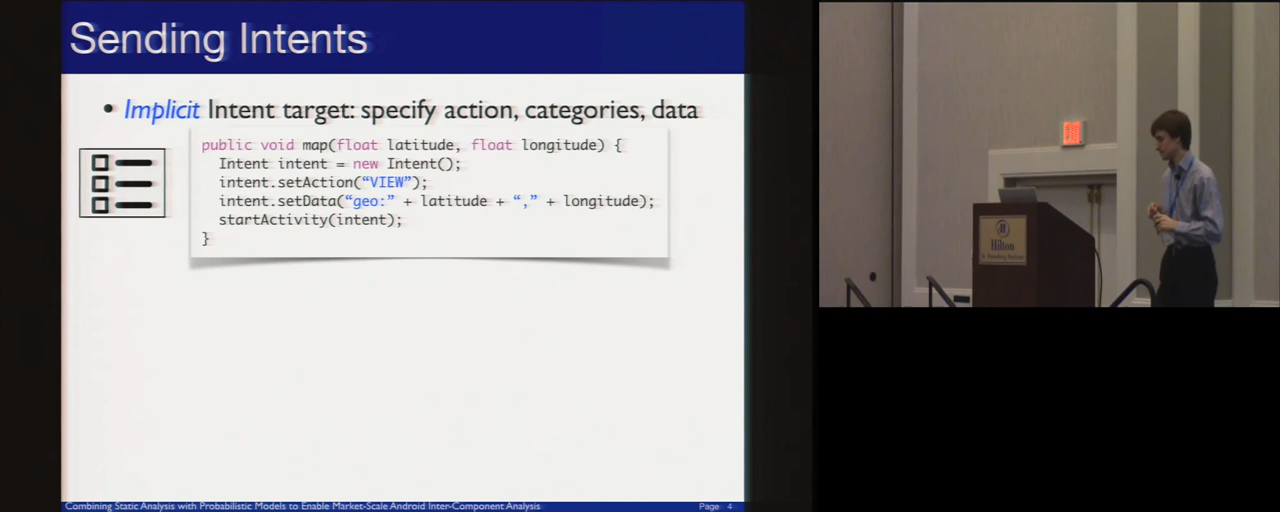 Sending Intents
• Implicit Intent target: specify action, categories, data
public void map(float latitude, float longitude) {
Intent intent = new Intent();
intent.setAction(“VIEW”);
intent.setData(“geo:” + latitude + “,” + longitude);
startActivity(intent);
}
Combining Static Analysis with Probabilistic Models to Enable Market-Scale Android Inter-Component Analysis
Page 4
Hilton